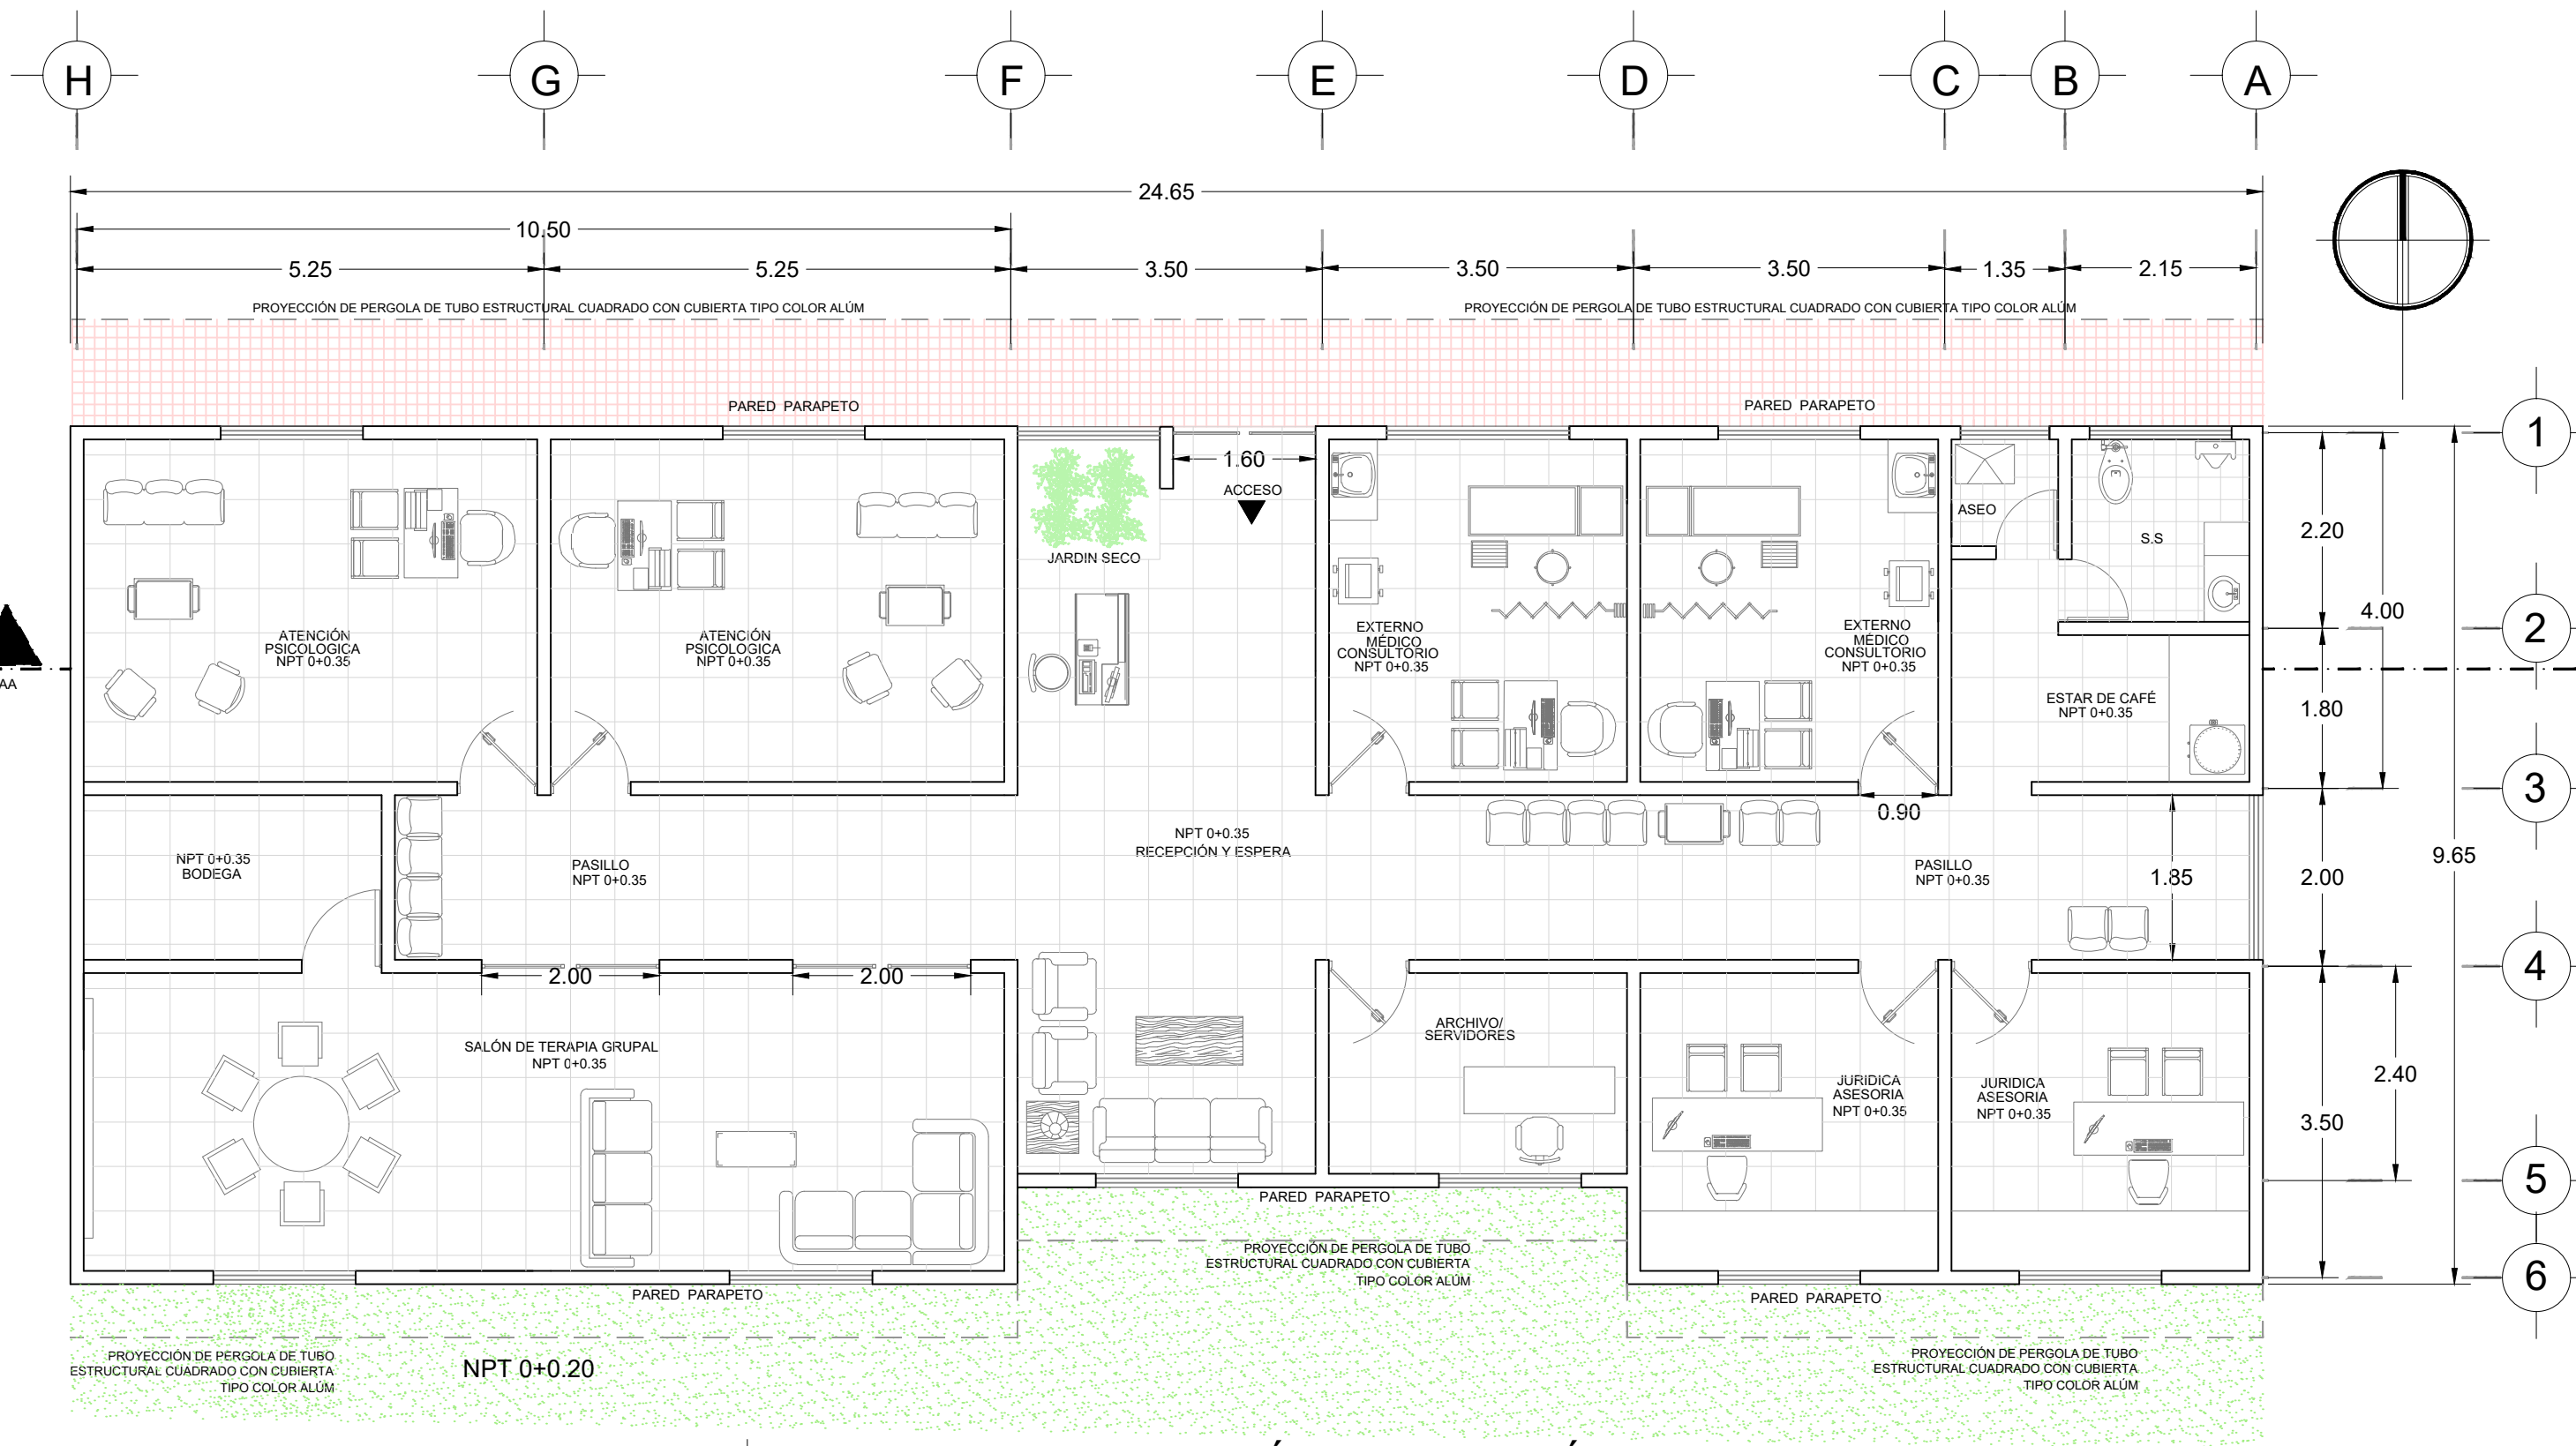 H
G
F
E
D
C
B
A
24.65
10.50
5.25
5.25
3.50
3.50
3.50
1.35
2.15
PROYECCIÓN DE PERGOLA DE TUBO ESTRUCTURAL CUADRADO CON CUBIERTA TIPO COLOR ALÚM
PROYECCIÓN DE PERGOLA DE TUBO ESTRUCTURAL CUADRADO CON CUBIERTA TIPO COLOR ALÚM
PARED PARAPETO
PARED PARAPETO
1
1.60
ACCESO
ASEO
2.20
S.S
JARDIN SECO
4.00
2
ATENCIÓN
PSICOLOGICA
NPT 0+0.35
ATENCIÓN
PSICOLOGICA
NPT 0+0.35
EXTERNO
MÉDICO
CONSULTORIO
NPT 0+0.35
EXTERNO
MÉDICO
CONSULTORIO
NPT 0+0.35
AA
ESTAR DE CAFÉ
NPT 0+0.35
1.80
3
0.90
NPT 0+0.35
RECEPCIÓN Y ESPERA
NPT 0+0.35
BODEGA
PASILLO
NPT 0+0.35
PASILLO
NPT 0+0.35
1.85
2.00
9.65
4
2.00
2.00
ARCHIVO/
SERVIDORES
SALÓN DE TERAPIA GRUPAL
NPT 0+0.35
JURIDICA
ASESORIA
NPT 0+0.35
JURIDICA
ASESORIA
NPT 0+0.35
2.40
3.50
5
PARED PARAPETO
PROYECCIÓN DE PERGOLA DE TUBO
ESTRUCTURAL CUADRADO CON CUBIERTA
TIPO COLOR ALÚM
6
PARED PARAPETO
PARED PARAPETO
PROYECCIÓN DE PERGOLA DE TUBO
ESTRUCTURAL CUADRADO CON CUBIERTA
TIPO COLOR ALÚM
NPT 0+0.20
PROYECCIÓN DE PERGOLA DE TUBO
ESTRUCTURAL CUADRADO CON CUBIERTA
TIPO COLOR ALÚM